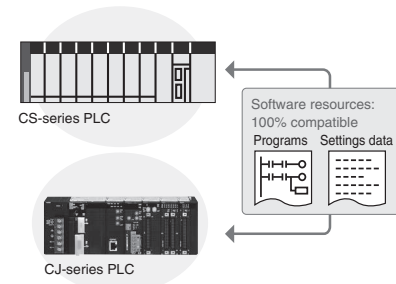 CS-series PLC
Software resources:
100% compatible
Programs Settings data
CJ-series PLC